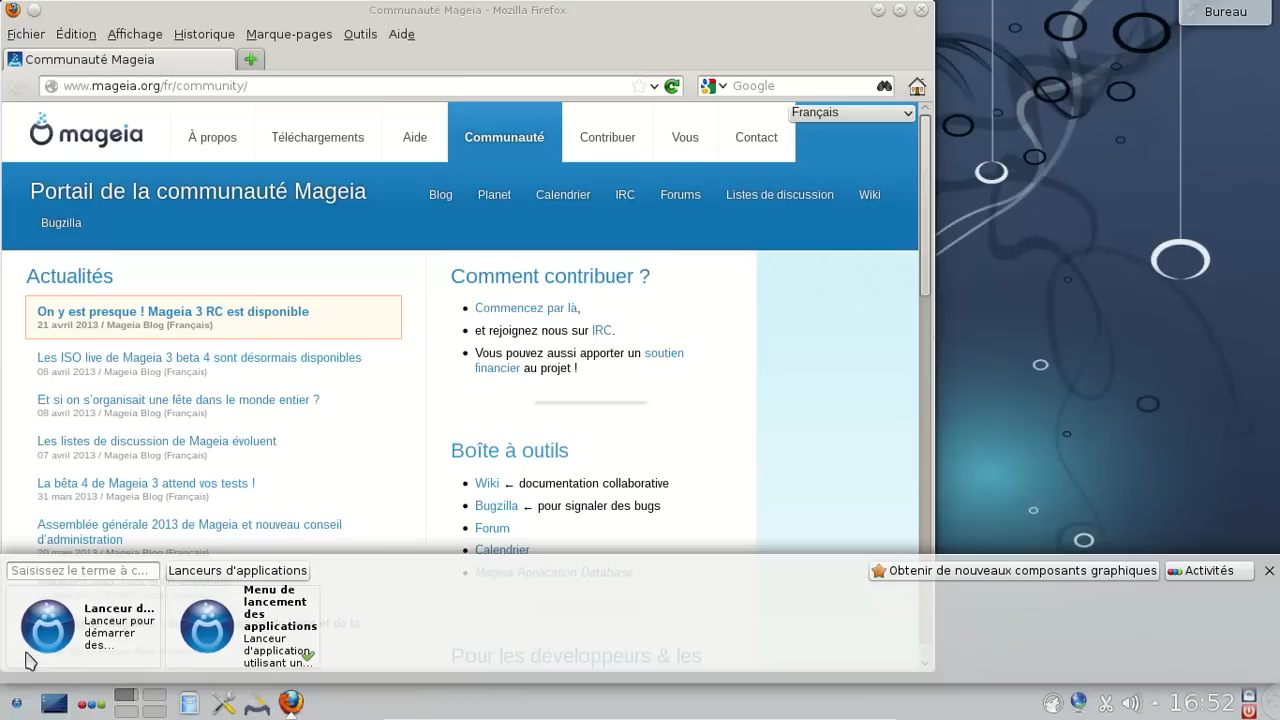 Communauté Mageia - Mozilla Firefox
Bureau
Fichier Édition Affichage Historique Marque-pages Outils Aide
Communauté Mageia
www.mageia.org/fr/community/
Google
Français
mageia
À propos Téléchargements Aide Communauté Contribuer Vous Contact
Portail de la communauté Mageia
Blog Planet Calendrier IRC Forums Listes de discussion Wiki
Bugzilla
Actualités
On y est presque ! Mageia 3 RC est disponible
21 avril 2013 / Mageia Blog (Français)
Les ISO live de Mageia 3 beta 4 sont désormais disponibles
08 avril 2013 / Mageia Blog (Français)
Et si on s'organisait une fête dans le monde entier ?
08 avril 2013 / Mageia Blog (Français)
Les listes de discussion de Mageia évoluent
07 avril 2013 / Mageia Blog (Français)
La bêta 4 de Mageia 3 attend vos tests !
31 mars 2013 / Mageia Blog (Français)
Assemblée générale 2013 de Mageia et nouveau conseil
d'administration
20 mars 2013 / Mageia Blog (Français)
Comment contribuer ?
Commencez par là,
et rejoignez nous sur IRC.
Vous pouvez aussi apporter un soutien
financier au projet !
Boîte à outils
Wiki ← documentation collaborative
Bugzilla ← pour signaler des bugs
Forum
Calendrier
Mageia Application Database
Pour les développeurs & les
Saisissez le terme à c...
Lanceurs d'applications
Obtenir de nouveaux composants graphiques
Activités
Lanceur d...
Lanceur pour
démarrer
des...
Menu de
lancement
des
applications
Lanceur
d'application
utilisant un...
et de la
16:52